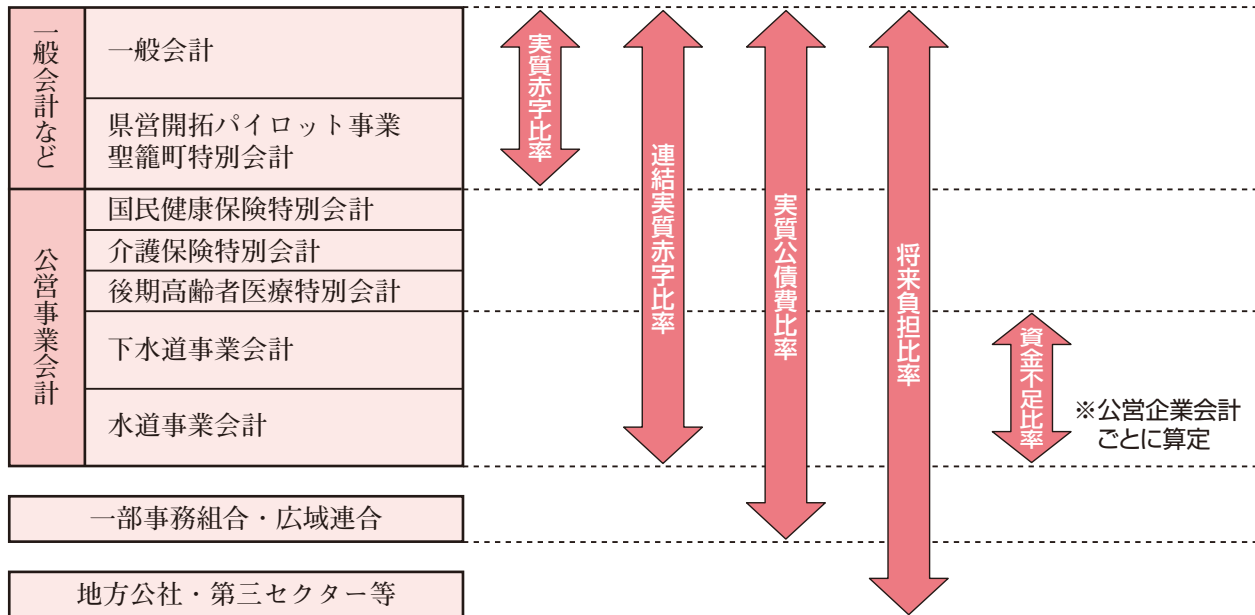 一般会計など
一般会計
県営開拓パイロット事業
聖籠町特別会計
公営事業会計
国民健康保険特別会計
介護保険特別会計
後期高齢者医療特別会計
下水道事業会計
水道事業会計
一部事務組合・広域連合
地方公社・第三セクター等
実質赤字比率
連結実質赤字比率
実質公債費比率
将来負担比率
資金不足比率
※公営企業会計
ごとに算定